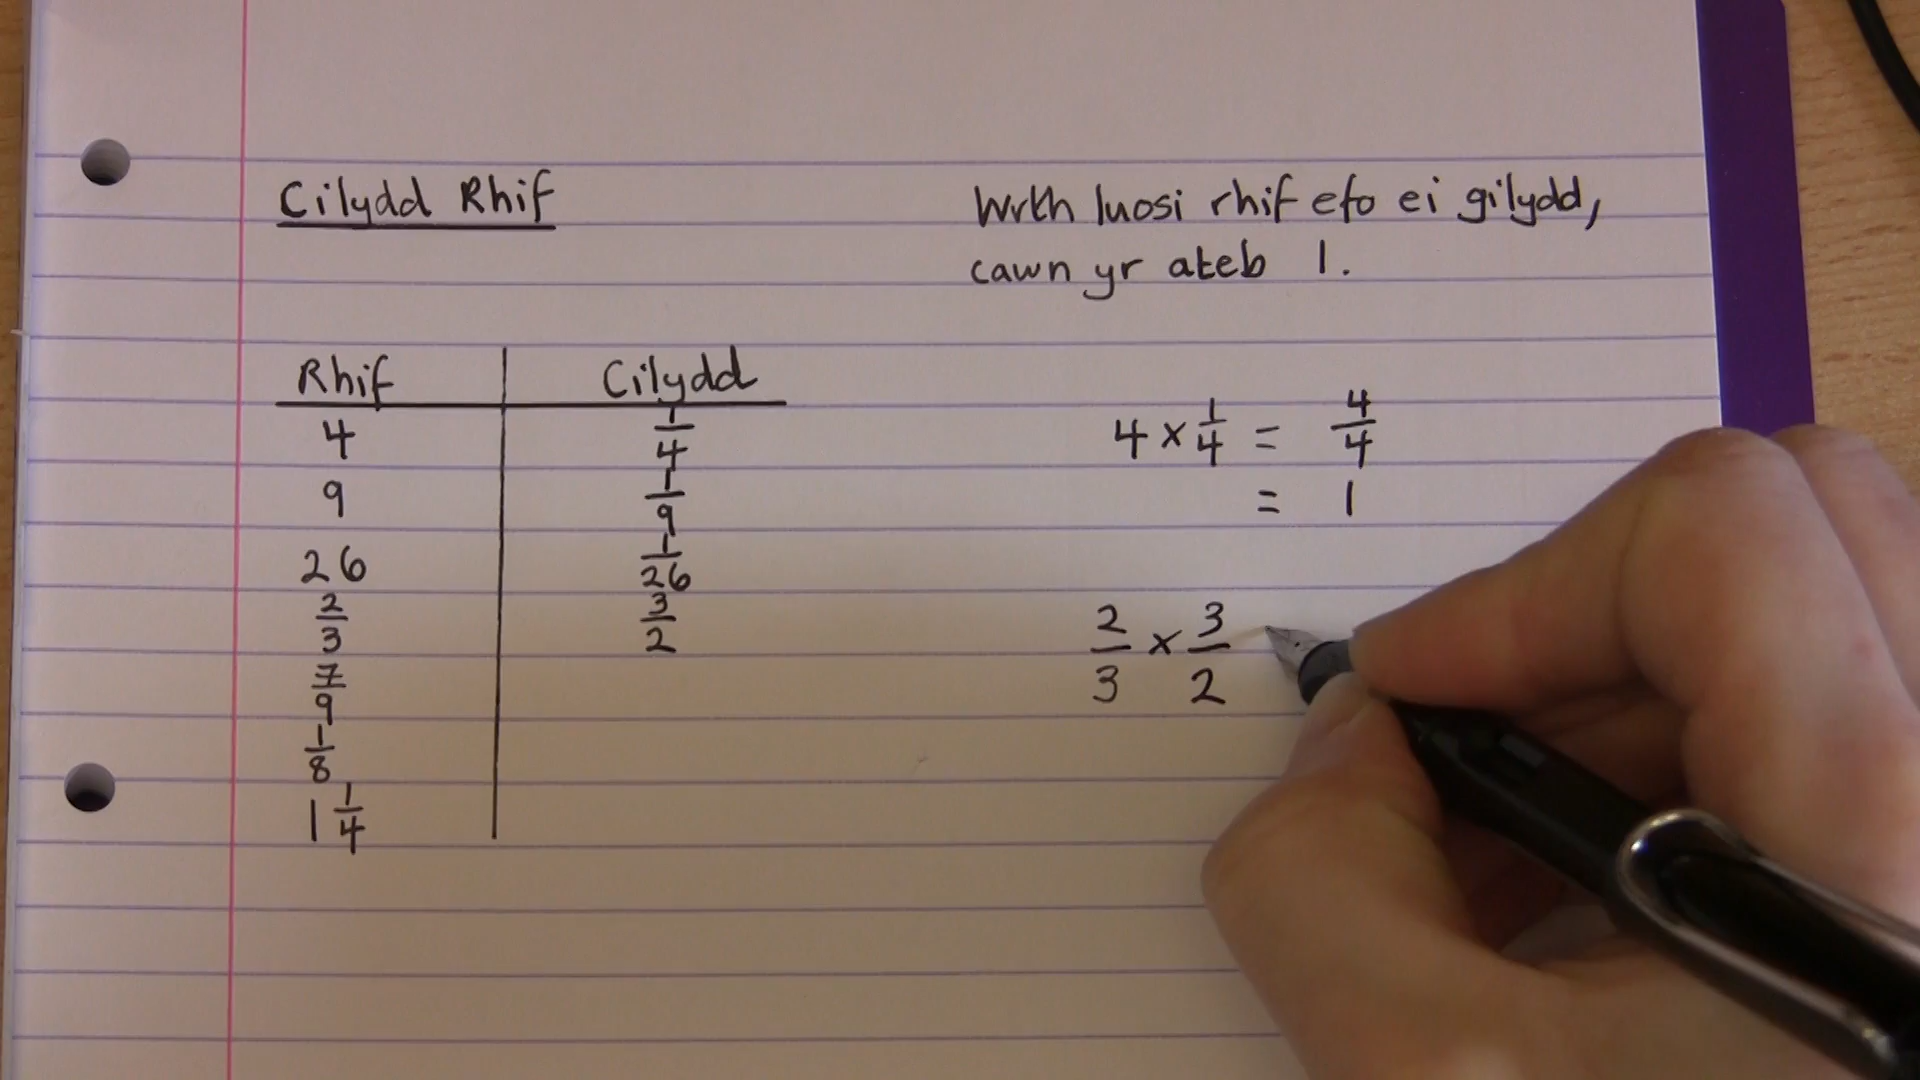 Cilydd Rhif
Wrth luosi rhif efo ei gilydd,
cawn yr ateb 1.
Rhif Cilydd
4 1/4
9 1/9
26 1/26
2/3 3/2
7/9
1/8
1 1/4
4 × 1/4 = 4/4
= 1
2/3 × 3/2